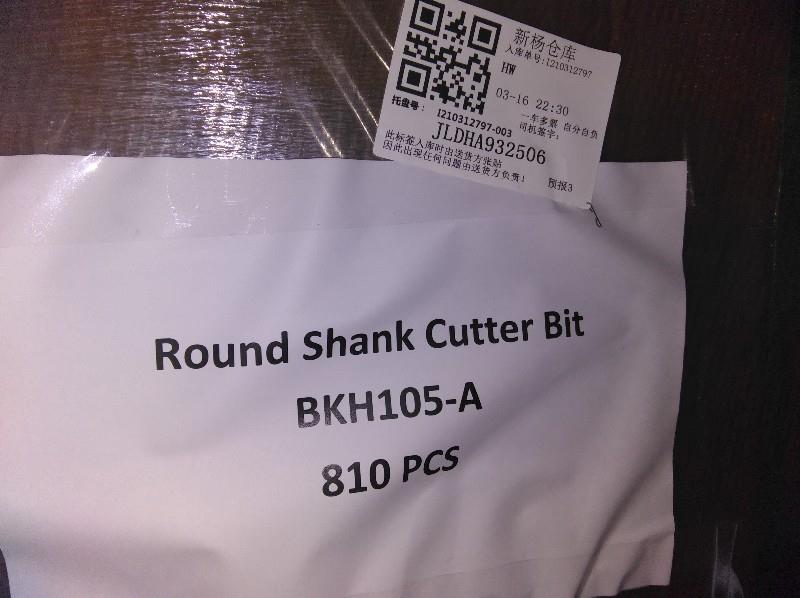 新杨仓库
入库单号:I210312797
HW
03-16 22:30
一车多票 自分自负
托盘号: I210312797-003 司机签字:
JLDHA932506
此标签入库时由送货方张贴
因此出现任何问题由送货方负责! 预报3
Round Shank Cutter Bit
BKH105-A
810 PCS